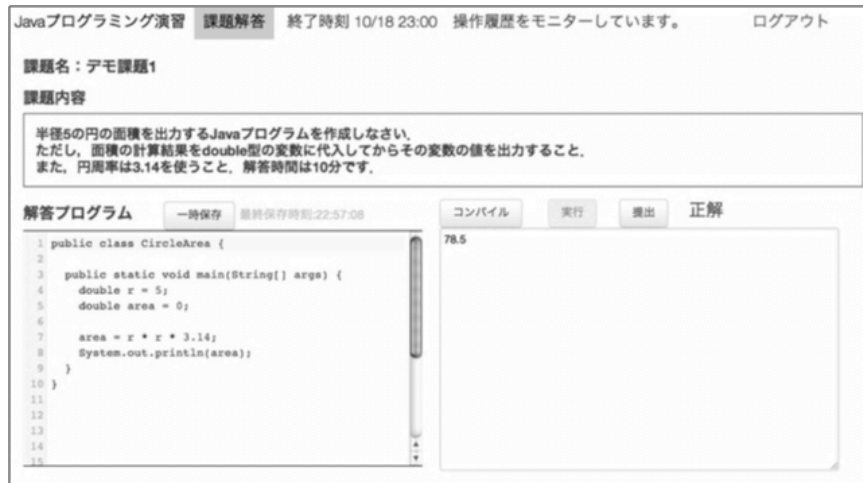 Javaプログラミング演習 課題解答 終了時刻 10/18 23:00 操作履歴をモニターしています。 ログアウト
課題名：デモ課題1
課題内容
半径5の円の面積を出力するJavaプログラムを作成しなさい．
ただし，面積の計算結果をdouble型の変数に代入してからその変数の値を出力すること．
また，円周率は3.14を使うこと．解答時間は10分です．
解答プログラム 一時保存 最終保存時刻:22:57:08 コンパイル 実行 提出 正解
78.5
1 public class CircleArea {
2
3 public static void main(String[] args) {
4 double r = 5;
5 double area = 0;
6
7 area = r * r * 3.14;
8 System.out.println(area);
9 }
10 }
11
12
13
14
15